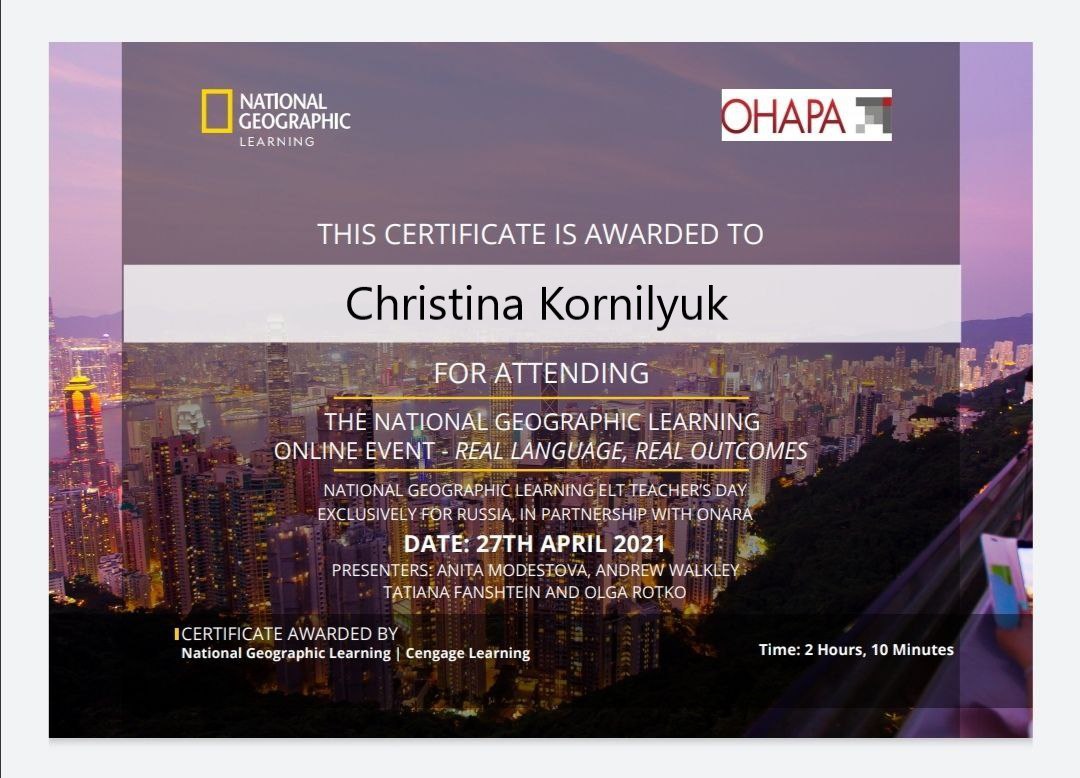 NATIONAL
GEOGRAPHIC
LEARNING
ОНАРА
THIS CERTIFICATE IS AWARDED TO
Christina Kornilyuk
FOR ATTENDING
THE NATIONAL GEOGRAPHIC LEARNING
ONLINE EVENT - REAL LANGUAGE, REAL OUTCOMES
NATIONAL GEOGRAPHIC LEARNING ELT TEACHER'S DAY
EXCLUSIVELY FOR RUSSIA, IN PARTNERSHIP WITH ONARA
DATE: 27TH APRIL 2021
PRESENTERS: ANITA MODESTOVA, ANDREW WALKLEY
TATIANA FANSHTEIN AND OLGA ROTKO
CERTIFICATE AWARDED BY
National Geographic Learning | Cengage Learning
Time: 2 Hours, 10 Minutes